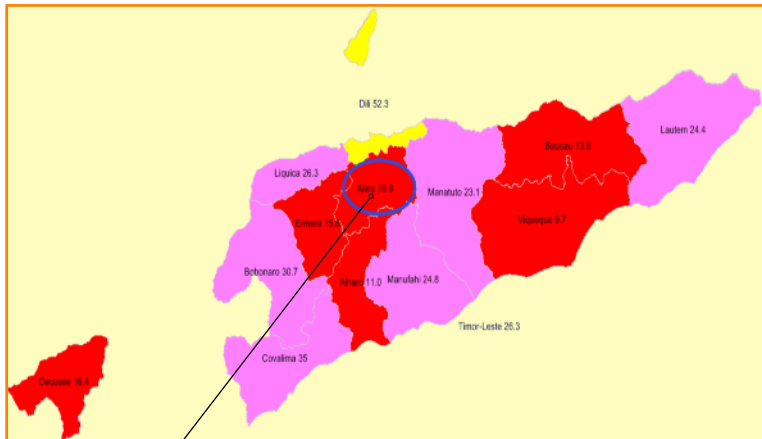 Dili 52.3
Lautem 24.4
Baucau 13.8
Liquica 26.3
Aileu 19.9
Manatuto 23.1
Viqueque 9.7
Ermera 15.5
Bobonaro 30.7
Ainaro 11.0
Manufahi 24.8
Timor-Leste 26.3
Covalima 35
Oecusse 16.4